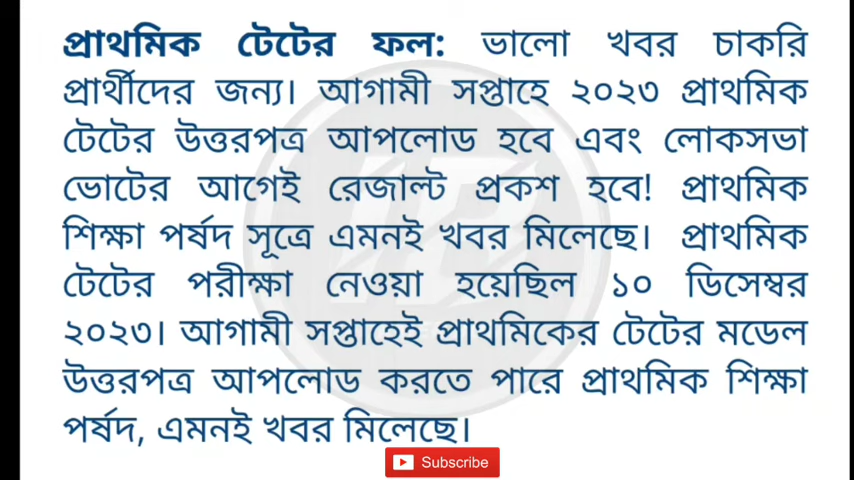 প্রাথমিক টেটের ফল: ভালো খবর চাকরি
প্রার্থীদের জন্য। আগামী সপ্তাহে ২০২৩ প্রাথমিক
টেটের উত্তরপত্র আপলোড হবে এবং লোকসভা
ভোটের আগেই রেজাল্ট প্রকশ হবে! প্রাথমিক
শিক্ষা পর্ষদ সূত্রে এমনই খবর মিলেছে। প্রাথমিক
টেটের পরীক্ষা নেওয়া হয়েছিল ১০ ডিসেম্বর
২০২৩। আগামী সপ্তাহেই প্রাথমিকের টেটের মডেল
উত্তরপত্র আপলোড করতে পারে প্রাথমিক শিক্ষা
পর্ষদ, এমনই খবর মিলেছে।
Subscribe